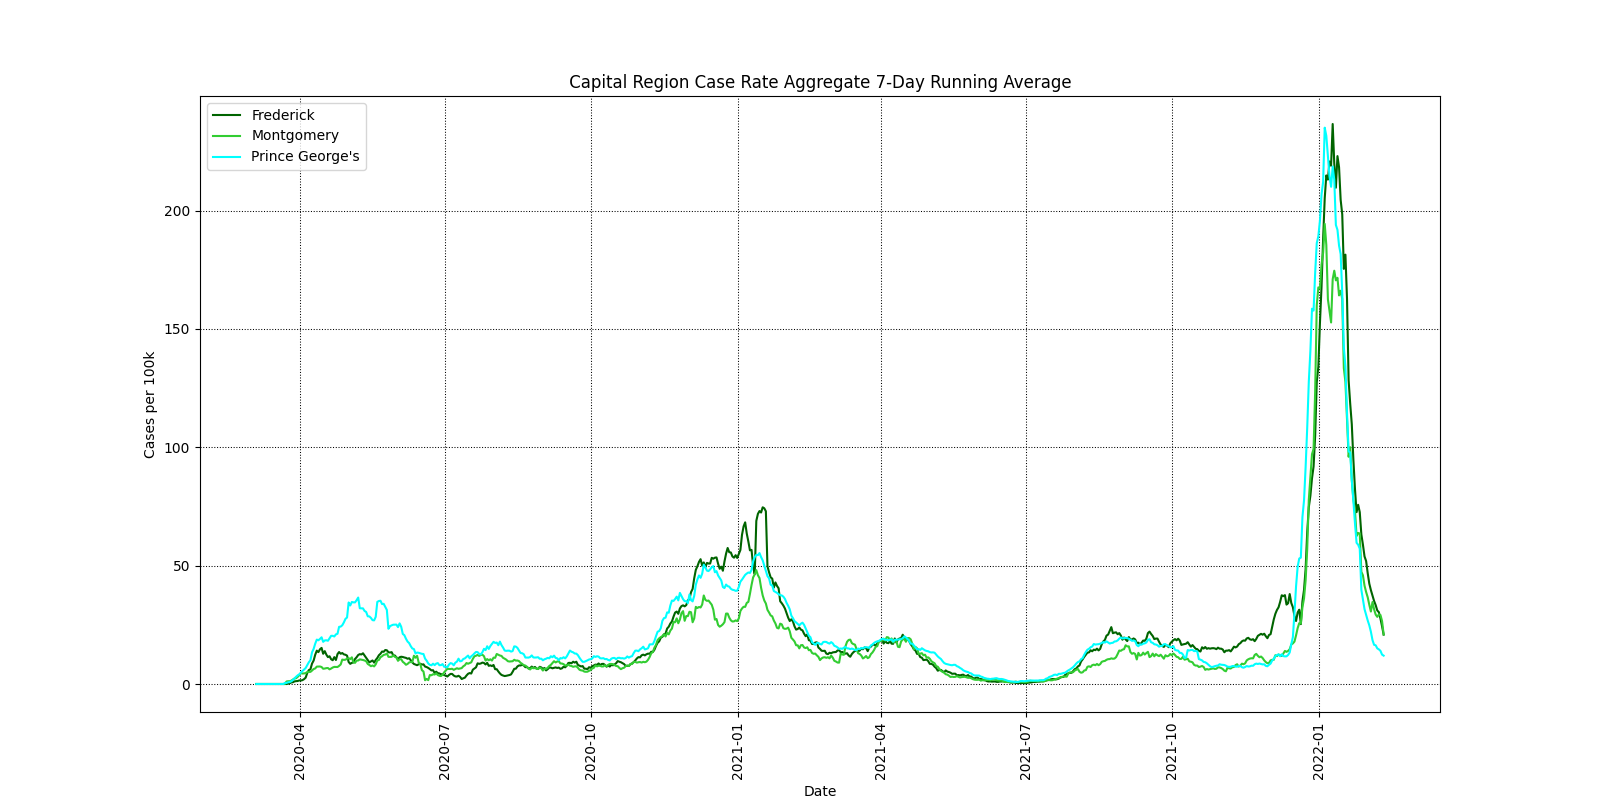 Capital Region Case Rate Aggregate 7-Day Running Average
Frederick
Montgomery
Prince George's
200
150
100
50
0
Cases per 100k
2020-04
2020-07
2020-10
2021-01
2021-04
2021-07
2021-10
2022-01
Date